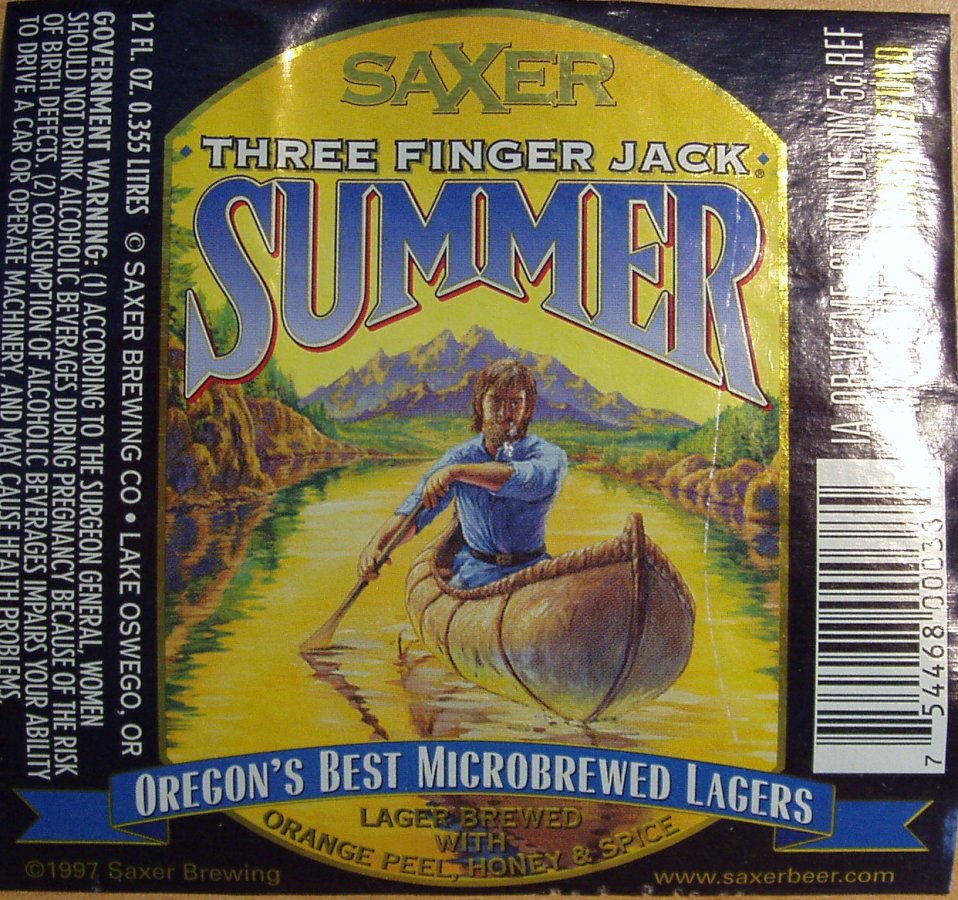 SAXER
THREE FINGER JACK
SUMMER®
OREGON'S BEST MICROBREWED LAGERS
LAGER BREWED
WITH
ORANGE PEEL, HONEY & SPICE
©1997 Saxer Brewing
www.saxerbeer.com
12 FL. OZ. 0.355 LITRES © SAXER BREWING CO • LAKE OSWEGO, OR
GOVERNMENT WARNING: (1) ACCORDING TO THE SURGEON GENERAL, WOMEN
SHOULD NOT DRINK ALCOHOLIC BEVERAGES DURING PREGNANCY BECAUSE OF THE RISK
OF BIRTH DEFECTS. (2) CONSUMPTION OF ALCOHOLIC BEVERAGES IMPAIRS YOUR ABILITY
TO DRIVE A CAR OR OPERATE MACHINERY, AND MAY CAUSE HEALTH PROBLEMS.
IA OR VT ME CT MA DE NY 5¢ REF
REFUND
7 54468 00033